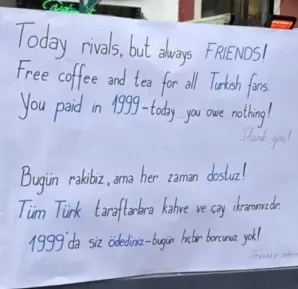 Today rivals, but always FRIENDS!
Free coffee and tea for all Turkish fans.
You paid in 1999-today you owe nothing!
Thank you!
Bugün rakibiz, ama her zaman dostuz!
Tüm Türk taraftarlara kahve ve çay ikramımızdır.
1999'da siz ödediniz-bugün hiçbir borcunuz yok!